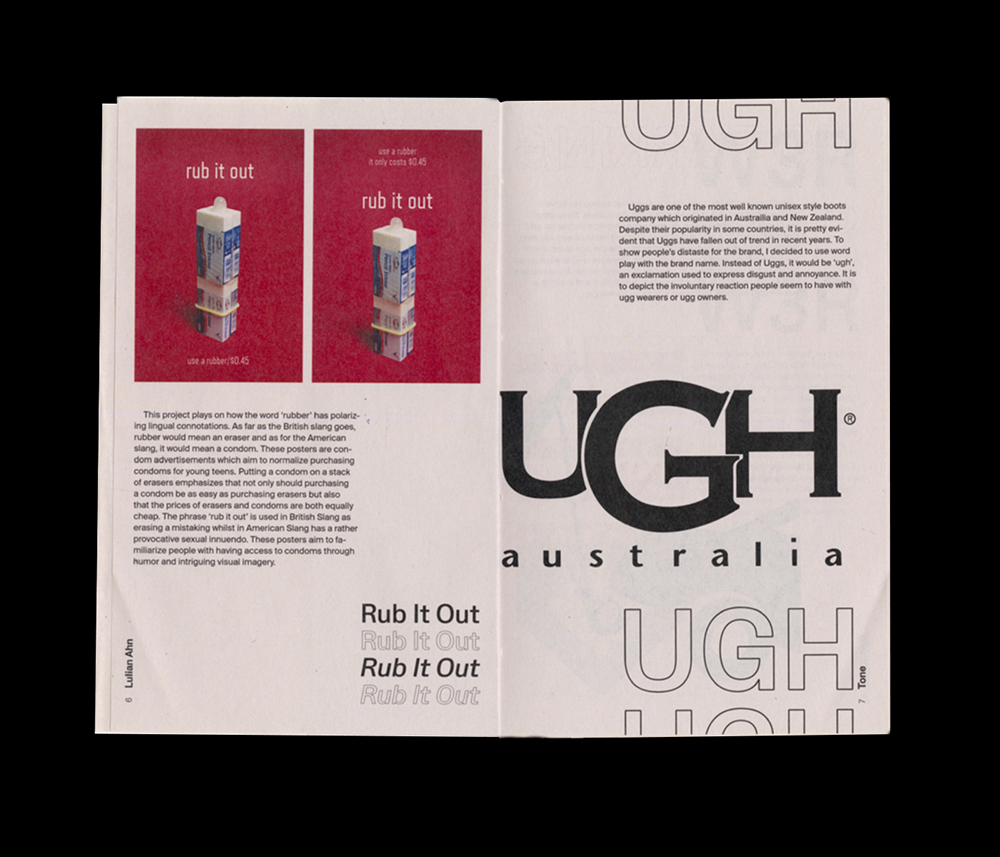 rub it out
use a rubber/$0.45
use a rubber
it only costs $0.45
rub it out
This project plays on how the word 'rubber' has polariz-
ing lingual connotations. As far as the British slang goes,
rubber would mean an eraser and as for the American
slang, it would mean a condom. These posters are con-
dom advertisements which aim to normalize purchasing
condoms for young teens. Putting a condom on a stack
of erasers emphasizes that not only should purchasing
a condom be as easy as purchasing erasers but also
that the prices of erasers and condoms are both equally
cheap. The phrase 'rub it out' is used in British Slang as
erasing a mistaking whilst in American Slang has a rather
provocative sexual innuendo. These posters aim to fa-
miliarize people with having access to condoms through
humor and intriguing visual imagery.
Rub It Out
Rub It Out
Rub It Out
Rub It Out
6 Lulian Ahn
UGH
Uggs are one of the most well known unisex style boots
company which originated in Austrailia and New Zealand.
Despite their popularity in some countries, it is pretty evi-
dent that Uggs have fallen out of trend in recent years. To
show people's distaste for the brand, I decided to use word
play with the brand name. Instead of Uggs, it would be 'ugh',
an exclamation used to express disgust and annoyance. It is
to depict the involuntary reaction people seem to have with
ugg wearers or ugg owners.
UGH®
australia
UGH
UGH
7 Tone